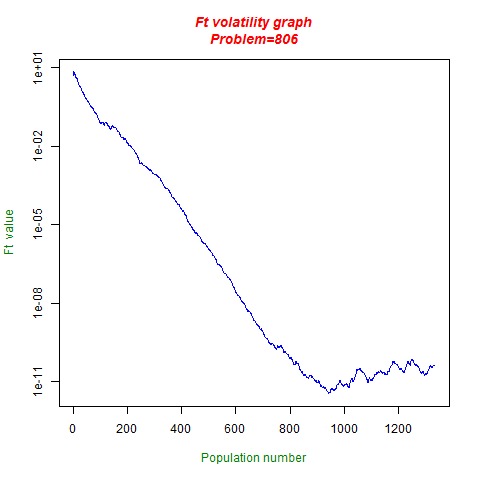 Ft volatility graph
Problem=806
Ft value
1e+01
1e-02
1e-05
1e-08
1e-11
0 200 400 600 800 1000 1200
Population number